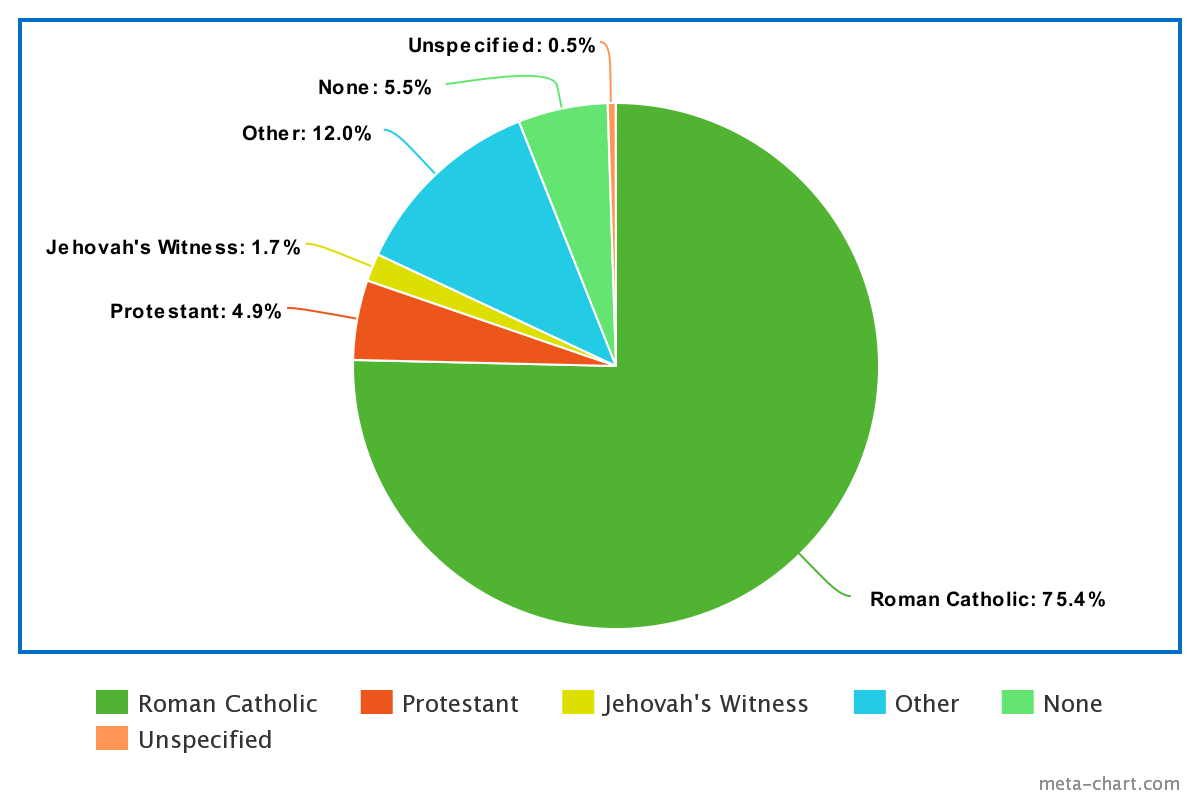 Unspecified: 0.5%
None: 5.5%
Other: 12.0%
Jehovah's Witness: 1.7%
Protestant: 4.9%
Roman Catholic: 75.4%
Roman Catholic Protestant Jehovah's Witness Other None
Unspecified
meta-chart.com